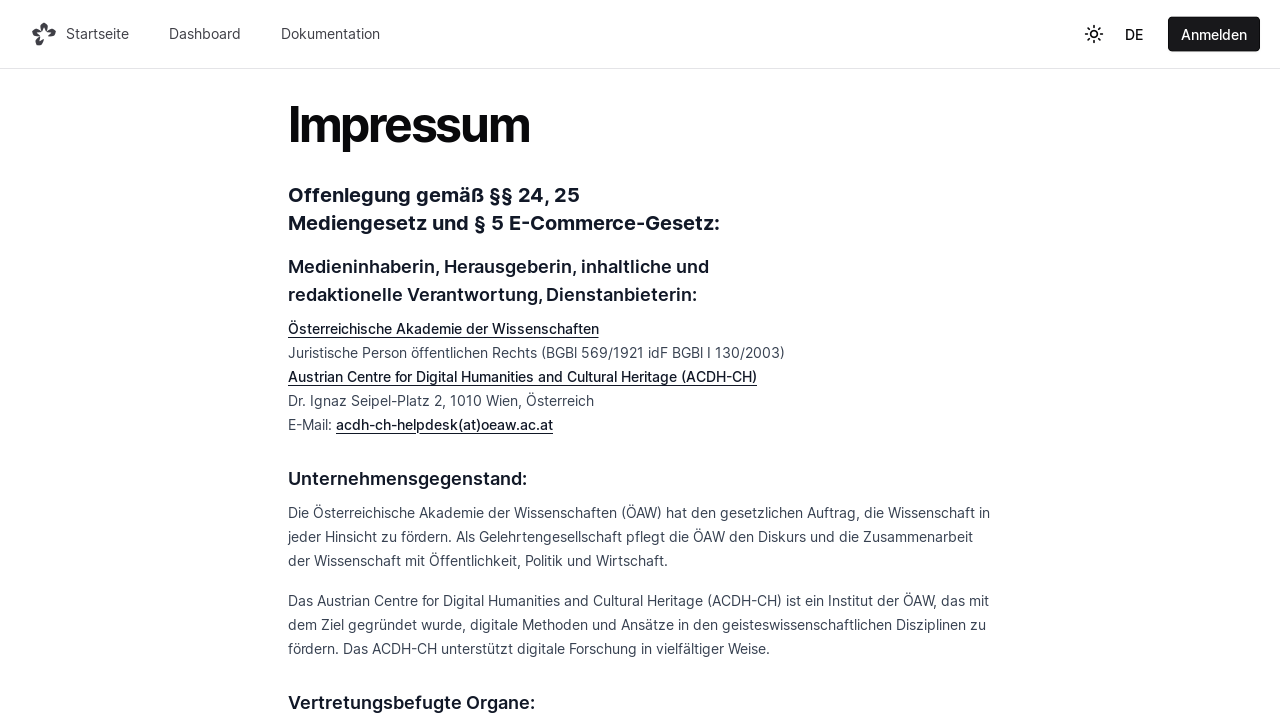 Startseite Dashboard Dokumentation DE Anmelden
Impressum
Offenlegung gemäß §§ 24, 25
Mediengesetz und § 5 E-Commerce-Gesetz:
Medieninhaberin, Herausgeberin, inhaltliche und
redaktionelle Verantwortung, Dienstanbieterin:
Österreichische Akademie der Wissenschaften
Juristische Person öffentlichen Rechts (BGBl 569/1921 idF BGBl I 130/2003)
Austrian Centre for Digital Humanities and Cultural Heritage (ACDH-CH)
Dr. Ignaz Seipel-Platz 2, 1010 Wien, Österreich
E-Mail: acdh-ch-helpdesk(at)oeaw.ac.at
Unternehmensgegenstand:
Die Österreichische Akademie der Wissenschaften (ÖAW) hat den gesetzlichen Auftrag, die Wissenschaft in
jeder Hinsicht zu fördern. Als Gelehrtengesellschaft pflegt die ÖAW den Diskurs und die Zusammenarbeit
der Wissenschaft mit Öffentlichkeit, Politik und Wirtschaft.
Das Austrian Centre for Digital Humanities and Cultural Heritage (ACDH-CH) ist ein Institut der ÖAW, das mit
dem Ziel gegründet wurde, digitale Methoden und Ansätze in den geisteswissenschaftlichen Disziplinen zu
fördern. Das ACDH-CH unterstützt digitale Forschung in vielfältiger Weise.
Vertretungsbefugte Organe: